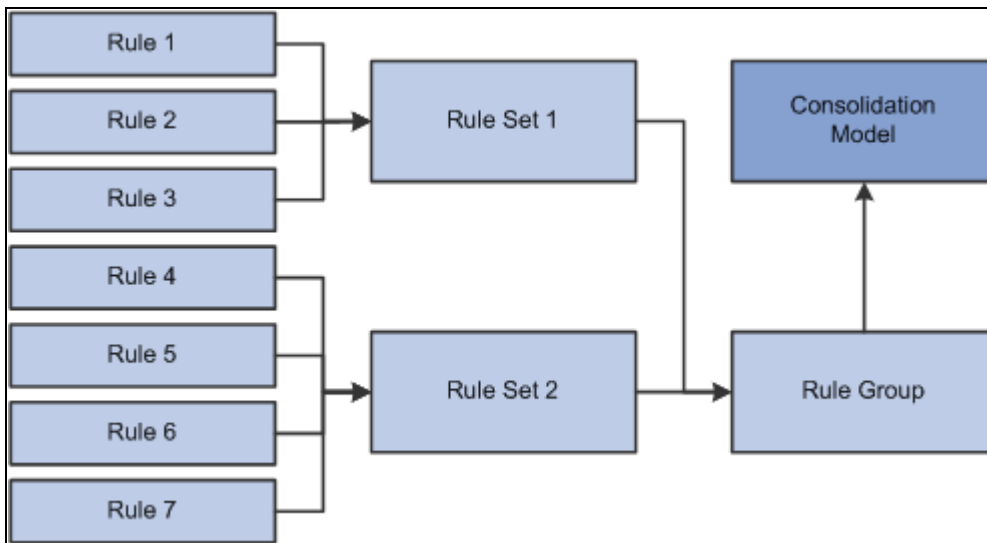 Rule 1
Rule 2
Rule 3
Rule 4
Rule 5
Rule 6
Rule 7
Rule Set 1
Rule Set 2
Consolidation
Model
Rule Group